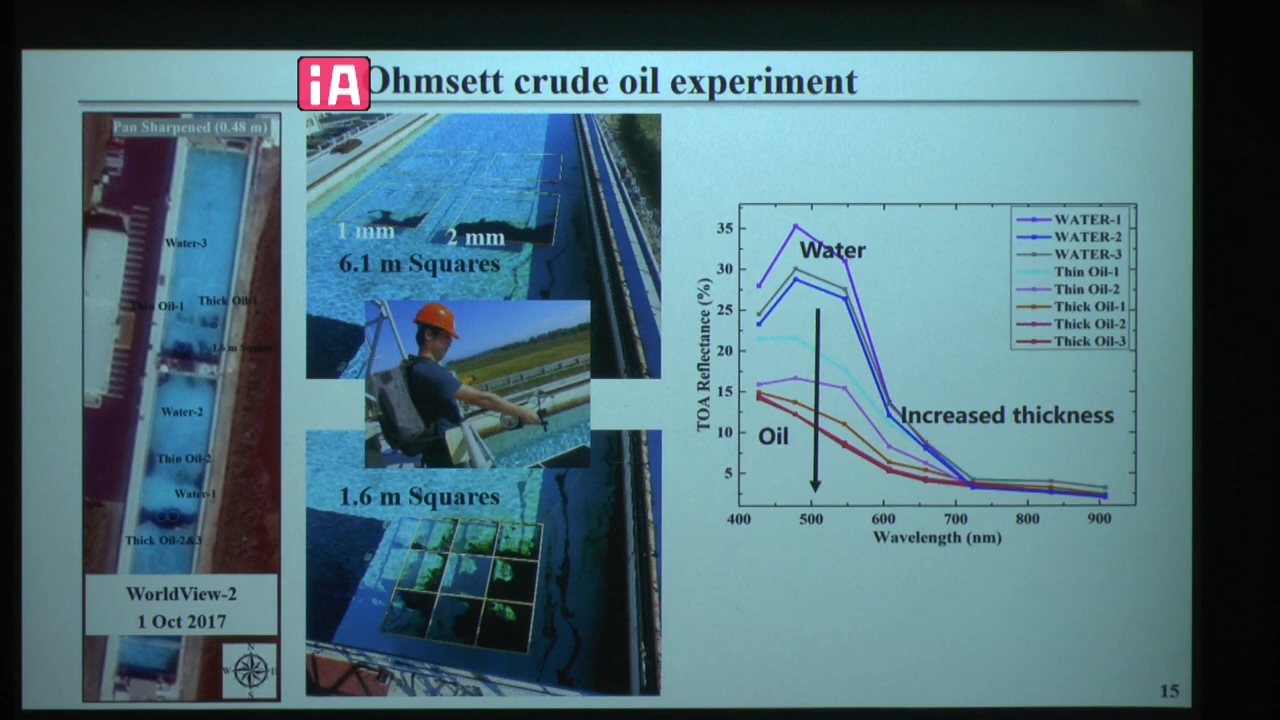 iA
Ohmsett crude oil experiment
Pan Sharpened (0.48 m)
Water-3
Thin Oil-1
Thick Oil-1
1.6 m Squares
Water-2
Thin Oil-2
Water-1
Thick Oil-2&3
WorldView-2
1 Oct 2017
N
W
E
S
1 mm
2 mm
6.1 m Squares
1.6 m Squares
TOA Reflectance (%)
35
30
25
20
15
10
5
400 500 600 700 800 900
Wavelength (nm)
Water
Oil
Increased thickness
WATER-1
WATER-2
WATER-3
Thin Oil-1
Thin Oil-2
Thick Oil-1
Thick Oil-2
Thick Oil-3
15